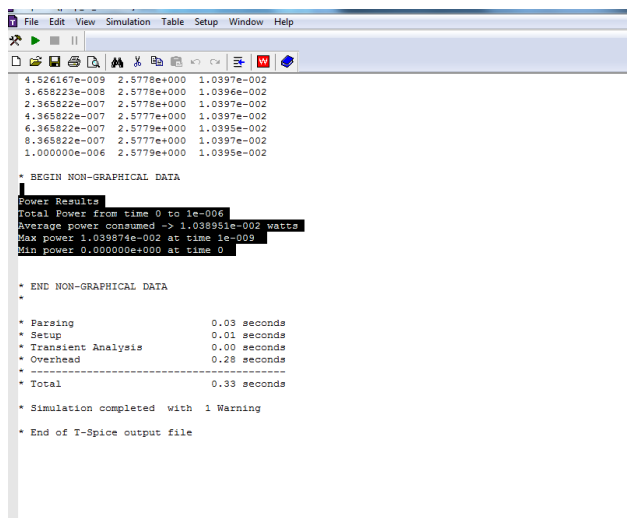 File Edit View Simulation Table Setup Window Help
4.526167e-009 2.5778e+000 1.0397e-002
3.658223e-008 2.5778e+000 1.0396e-002
2.365822e-007 2.5778e+000 1.0397e-002
4.365822e-007 2.5777e+000 1.0397e-002
6.365822e-007 2.5779e+000 1.0395e-002
8.365822e-007 2.5777e+000 1.0397e-002
1.000000e-006 2.5779e+000 1.0395e-002
* BEGIN NON-GRAPHICAL DATA
Power Results
Total Power from time 0 to 1e-006
Average power consumed -> 1.038951e-002 watts
Max power 1.039874e-002 at time 1e-009
Min power 0.000000e+000 at time 0
* END NON-GRAPHICAL DATA
*
* Parsing 0.03 seconds
* Setup 0.01 seconds
* Transient Analysis 0.00 seconds
* Overhead 0.28 seconds
* -----------------------------------------
* Total 0.33 seconds
* Simulation completed with 1 Warning
* End of T-Spice output file